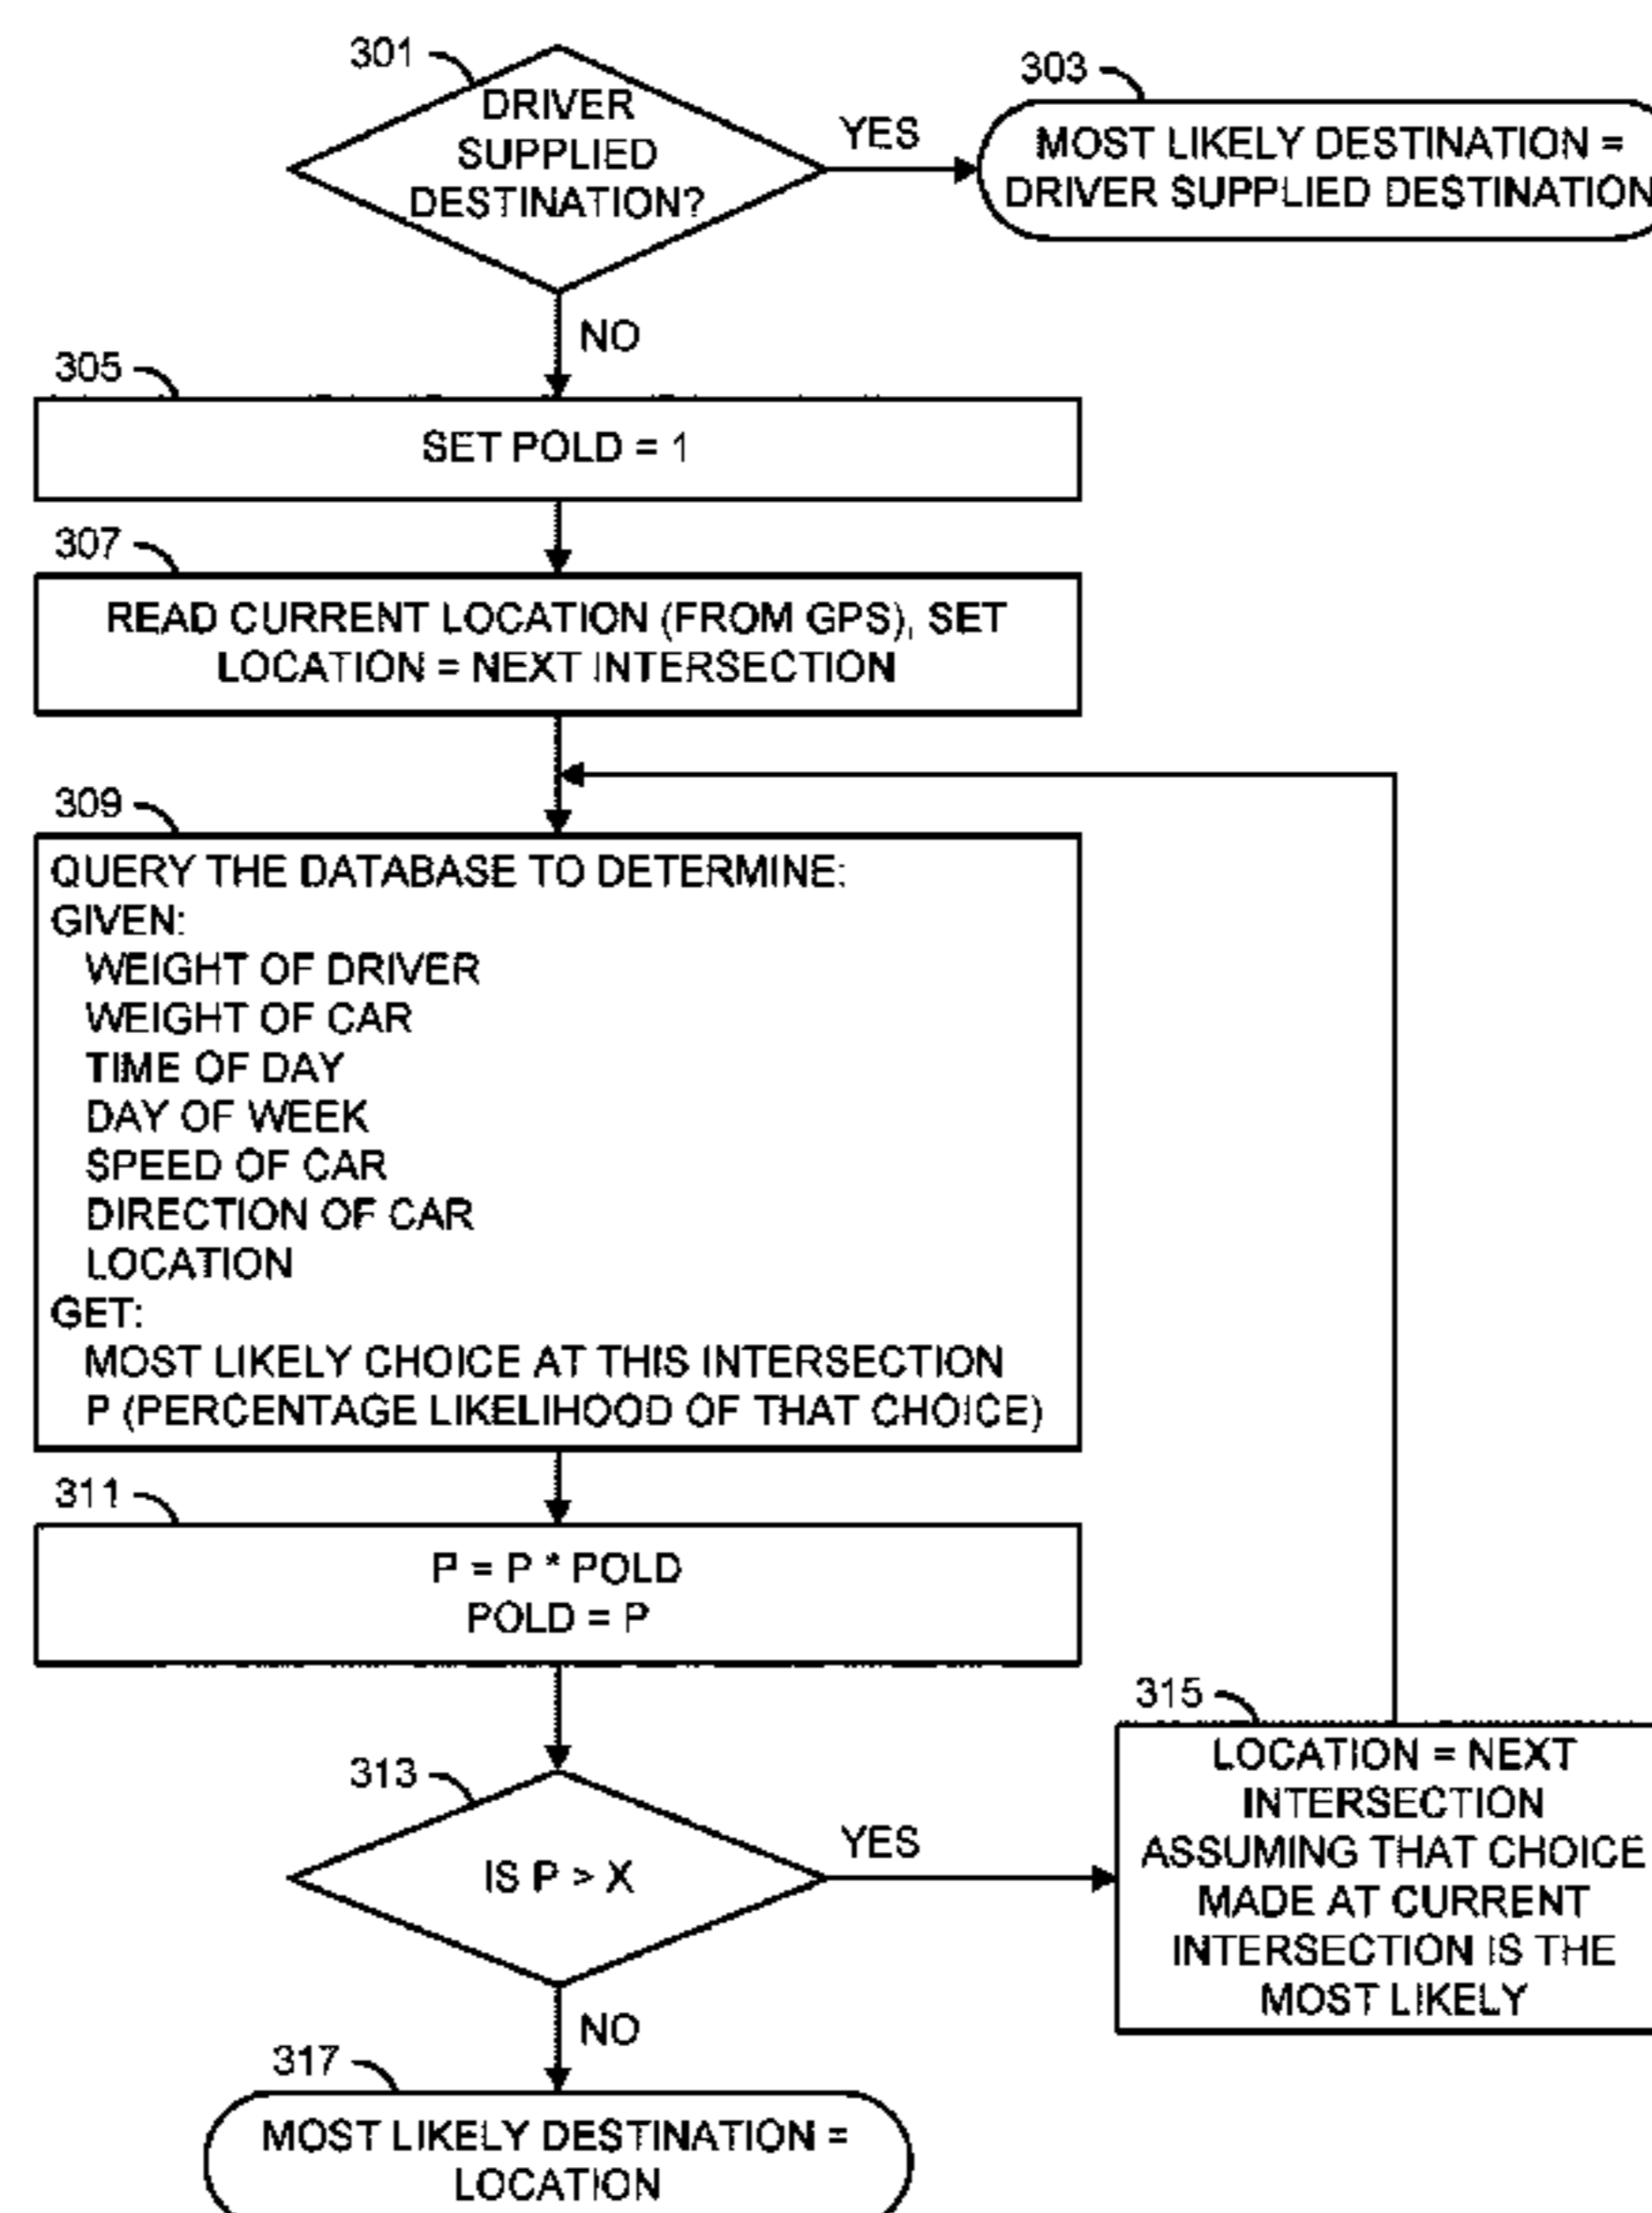 301
DRIVER
SUPPLIED
DESTINATION?
YES
303
MOST LIKELY DESTINATION =
DRIVER SUPPLIED DESTINATION
NO
305
SET POLD = 1
307
READ CURRENT LOCATION (FROM GPS), SET
LOCATION = NEXT INTERSECTION
309
QUERY THE DATABASE TO DETERMINE:
GIVEN:
WEIGHT OF DRIVER
WEIGHT OF CAR
TIME OF DAY
DAY OF WEEK
SPEED OF CAR
DIRECTION OF CAR
LOCATION
GET:
MOST LIKELY CHOICE AT THIS INTERSECTION
P (PERCENTAGE LIKELIHOOD OF THAT CHOICE)
311
P = P * POLD
POLD = P
313
IS P > X
YES
315
LOCATION = NEXT
INTERSECTION
ASSUMING THAT CHOICE
MADE AT CURRENT
INTERSECTION IS THE
MOST LIKELY
NO
317
MOST LIKELY DESTINATION =
LOCATION